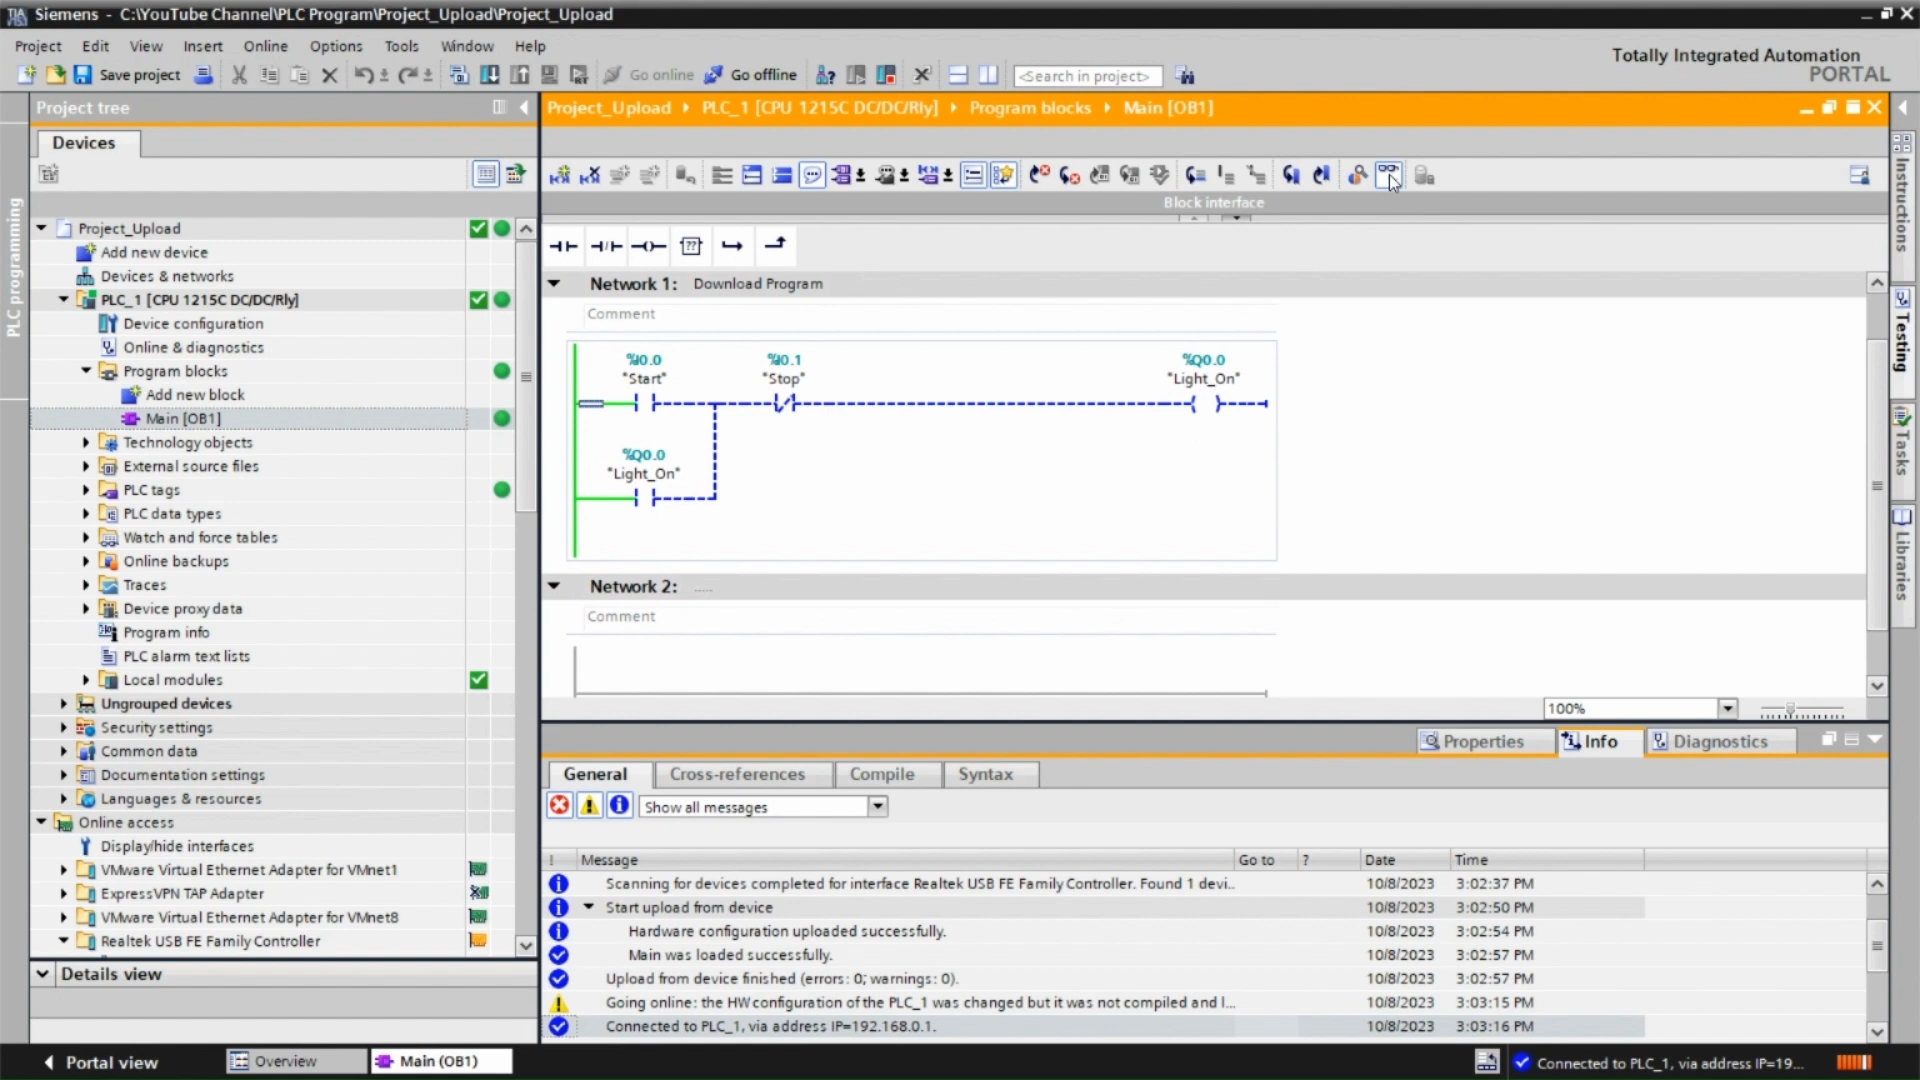 Siemens - C:\YouTube Channel\PLC Program\Project_Upload\Project_Upload
Project Edit View Insert Online Options Tools Window Help
Totally Integrated Automation
PORTAL
Save project
Go online
Go offline
<Search in project>
Project tree
Project_Upload PLC_1 [CPU 1215C DC/DC/Rly] Program blocks Main [OB1]
Devices
PLC programming
Project_Upload
Add new device
Devices & networks
PLC_1 [CPU 1215C DC/DC/Rly]
Device configuration
Online & diagnostics
Program blocks
Add new block
Main [OB1]
Technology objects
External source files
PLC tags
PLC data types
Watch and force tables
Online backups
Traces
Device proxy data
Program info
PLC alarm text lists
Local modules
Ungrouped devices
Security settings
Common data
Documentation settings
Languages & resources
Online access
Display/hide interfaces
VMware Virtual Ethernet Adapter for VMnet1
ExpressVPN TAP Adapter
VMware Virtual Ethernet Adapter for VMnet8
Realtek USB FE Family Controller
Details view
Block interface
??
Network 1: Download Program
Comment
%I0.0 %I0.1 %Q0.0
"Start" "Stop" "Light_On"
%Q0.0
"Light_On"
Network 2: .....
Comment
100%
Properties Info Diagnostics
General Cross-references Compile Syntax
Show all messages
! Message Go to ? Date Time
Scanning for devices completed for interface Realtek USB FE Family Controller. Found 1 devi.. 10/8/2023 3:02:37 PM
Start upload from device 10/8/2023 3:02:50 PM
Hardware configuration uploaded successfully. 10/8/2023 3:02:54 PM
Main was loaded successfully. 10/8/2023 3:02:57 PM
Upload from device finished (errors: 0; warnings: 0). 10/8/2023 3:02:57 PM
Going online: the HW configuration of the PLC_1 was changed but it was not compiled and l... 10/8/2023 3:03:15 PM
Connected to PLC_1, via address IP=192.168.0.1. 10/8/2023 3:03:16 PM
Instructions
Testing
Tasks
Libraries
Portal view
Overview
Main (OB1)
Connected to PLC_1, via address IP=19...